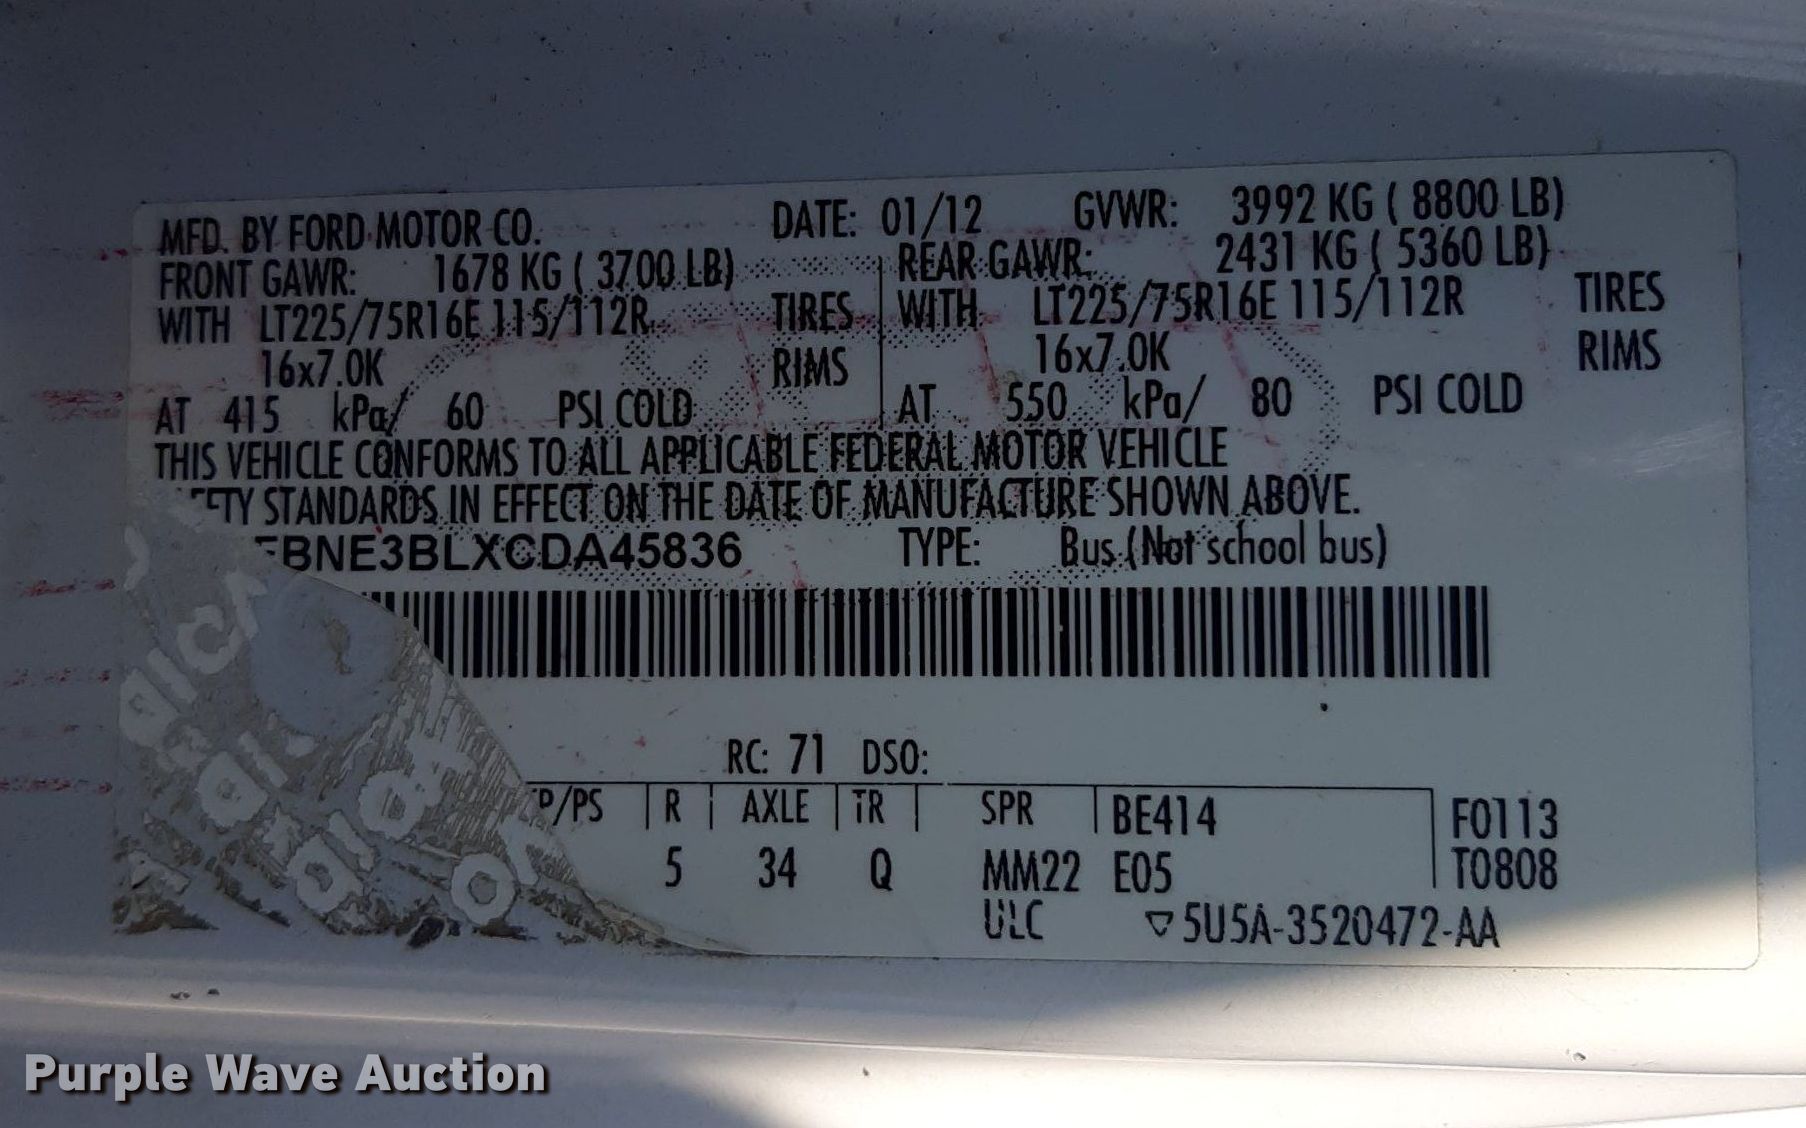 MFD. BY FORD MOTOR CO. DATE: 01/12 GVWR: 3992 KG ( 8800 LB)
FRONT GAWR: 1678 KG ( 3700 LB) REAR GAWR: 2431 KG ( 5360 LB)
WITH LT225/75R16E 115/112R TIRES WITH LT225/75R16E 115/112R TIRES
16x7.0K RIMS 16x7.0K RIMS
AT 415 kPa/ 60 PSI COLD AT 550 kPa/ 80 PSI COLD
THIS VEHICLE CONFORMS TO ALL APPLICABLE FEDERAL MOTOR VEHICLE
STANDARDS IN EFFECT ON THE DATE OF MANUFACTURE SHOWN ABOVE.
FBNE3BLXCDA45836 TYPE: Bus (Not school bus)
RC: 71 DSO:
P/PS R AXLE TR SPR BE414 F0113
5 34 Q MM22 E05 T0808
ULC ▽5U5A-3520472-AA
Purple Wave Auction